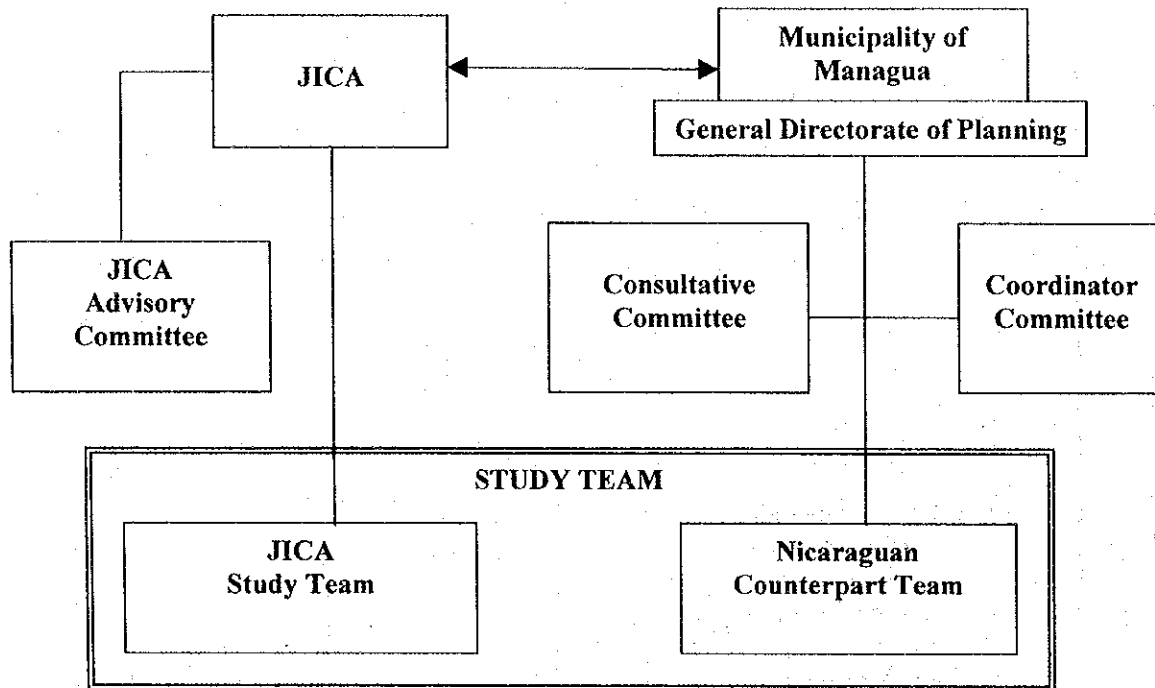 JICA
Municipality of
Managua
General Directorate of Planning
JICA
Advisory
Committee
Consultative
Committee
Coordinator
Committee
STUDY TEAM
JICA
Study Team
Nicaraguan
Counterpart Team